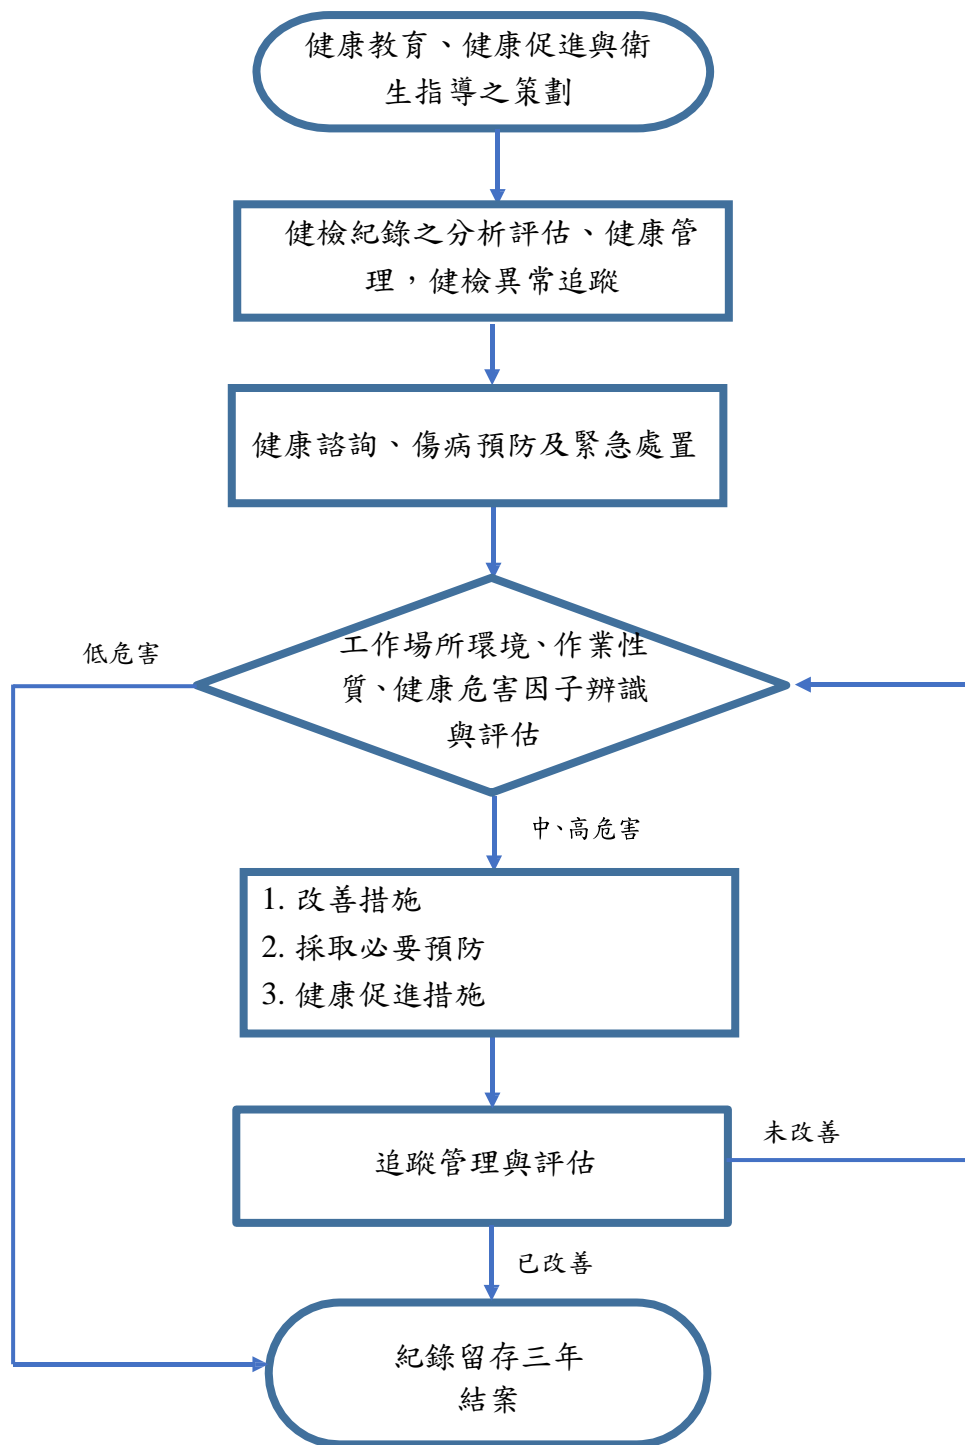 健康教育、健康促進與衛
生指導之策劃
健檢紀錄之分析評估、健康管
理，健檢異常追蹤
健康諮詢、傷病預防及緊急處置
低危害
工作場所環境、作業性
質、健康危害因子辨識
與評估
中、高危害
1. 改善措施
2. 採取必要預防
3. 健康促進措施
追蹤管理與評估
未改善
已改善
紀錄留存三年
結案